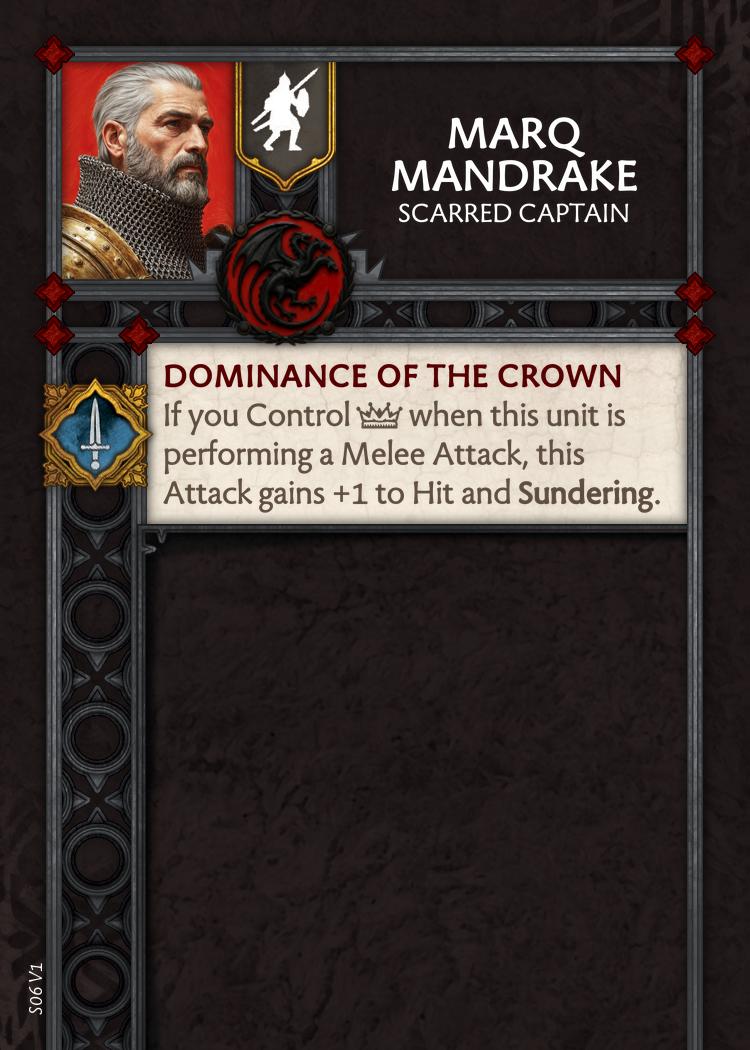 MARQ
MANDRAKE
SCARRED CAPTAIN
DOMINANCE OF THE CROWN
If you Control when this unit is
performing a Melee Attack, this
Attack gains +1 to Hit and Sundering.
S06 V1